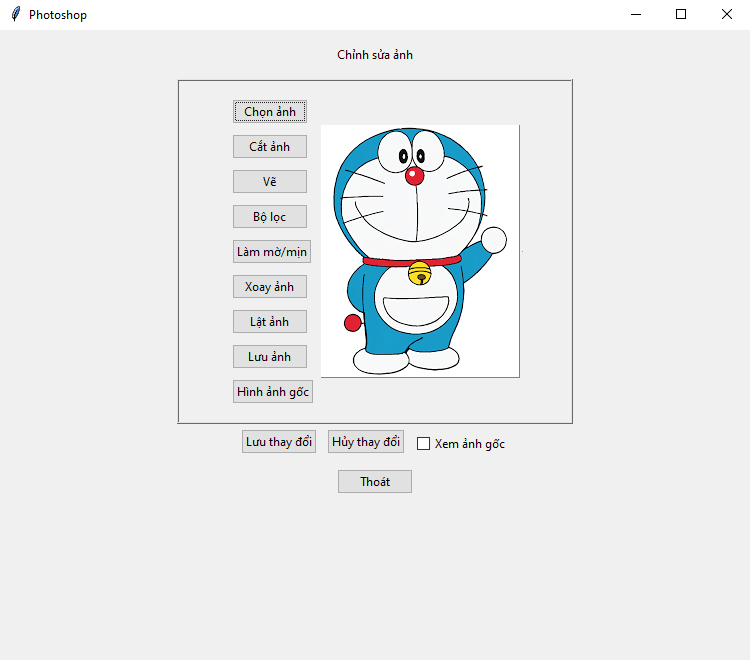 Photoshop
Chỉnh sửa ảnh
Chọn ảnh
Cắt ảnh
Vẽ
Bộ lọc
Làm mờ/mịn
Xoay ảnh
Lật ảnh
Lưu ảnh
Hình ảnh gốc
Lưu thay đổi
Hủy thay đổi
Xem ảnh gốc
Thoát